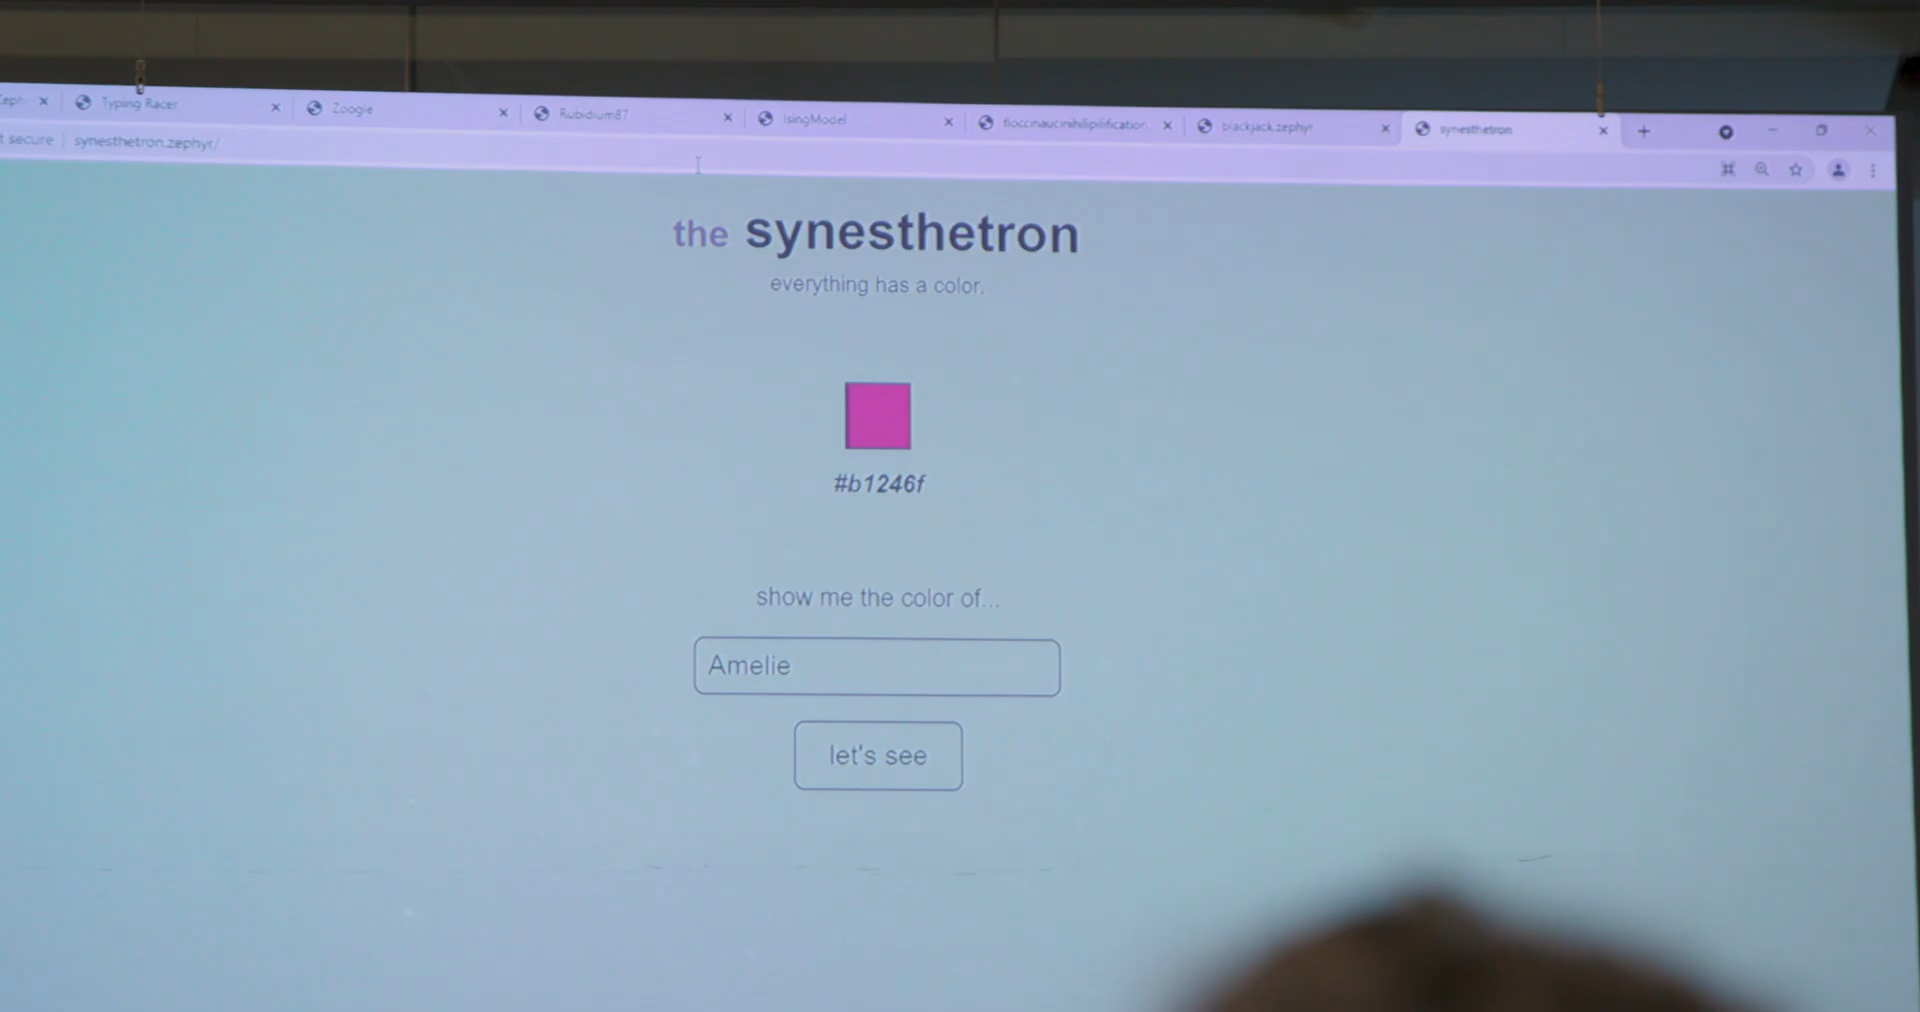 Typing Racer
Zoogle
Rubidium87
IsingModel
floccinaucinihilipilification
blackjack.zephyr
synesthetron
t secure
synesthetron.zephyr/
the synesthetron
everything has a color.
#b1246f
show me the color of...
Amelie
let's see